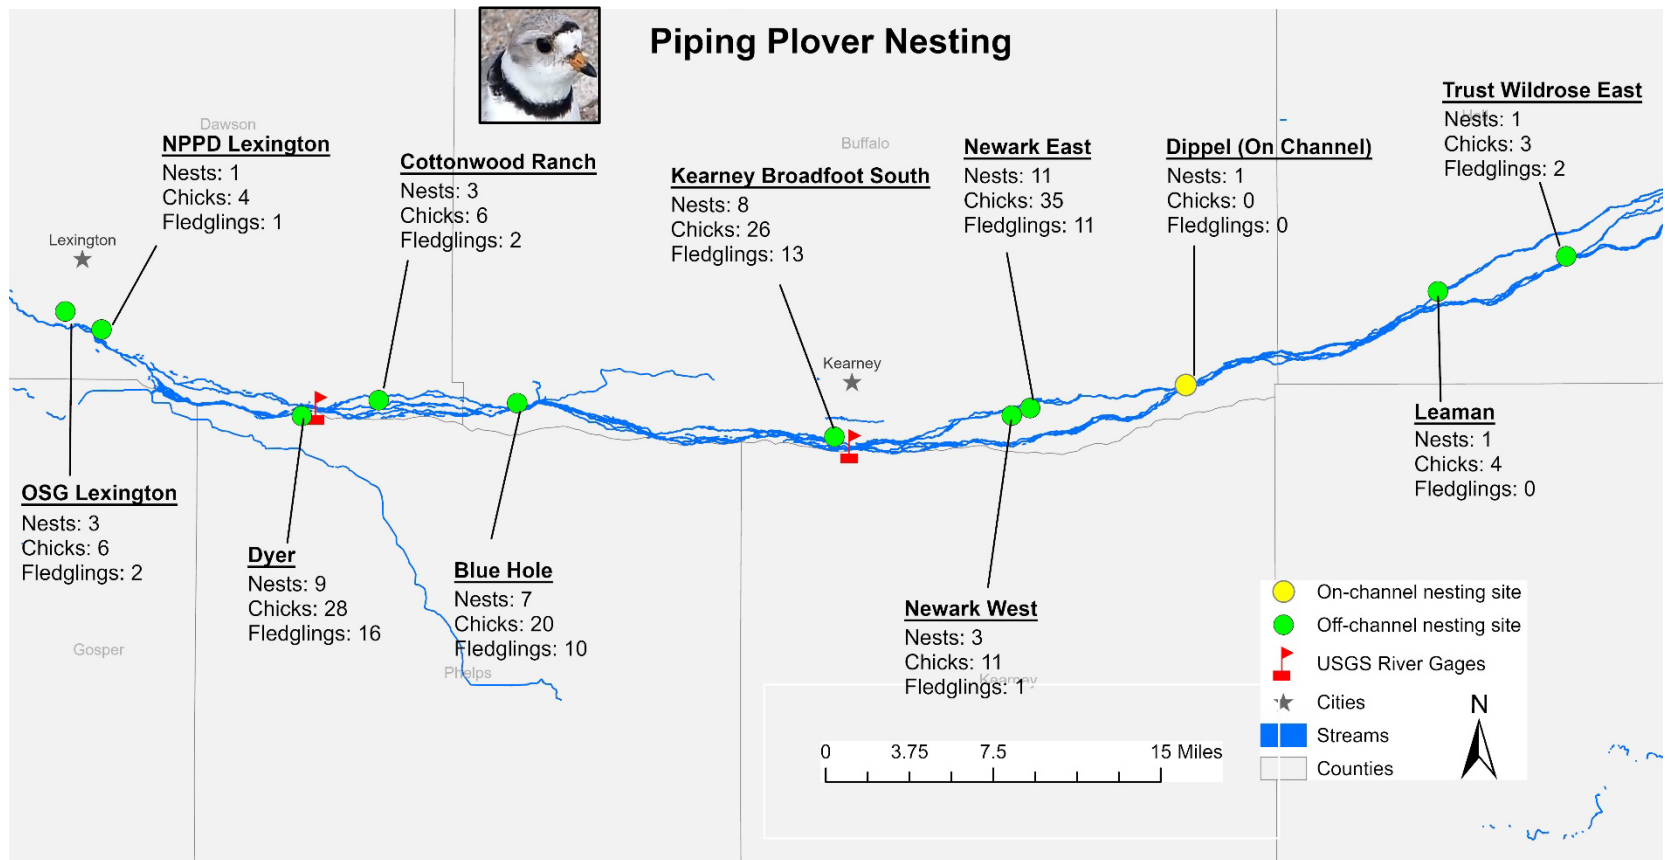 Piping Plover Nesting
Dawson
NPPD Lexington
Nests: 1
Chicks: 4
Fledglings: 1
Cottonwood Ranch
Nests: 3
Chicks: 6
Fledglings: 2
Buffalo
Kearney Broadfoot South
Nests: 8
Chicks: 26
Fledglings: 13
Newark East
Nests: 11
Chicks: 35
Fledglings: 11
Dippel (On Channel)
Nests: 1
Chicks: 0
Fledglings: 0
Trust Wildrose East
Hall
Nests: 1
Chicks: 3
Fledglings: 2
Lexington
Kearney
OSG Lexington
Nests: 3
Chicks: 6
Fledglings: 2
Gosper
Dyer
Nests: 9
Chicks: 28
Fledglings: 16
Blue Hole
Nests: 7
Chicks: 20
Fledglings: 10
Phelps
Newark West
Nests: 3
Chicks: 11
Fledglings: 1
Kearney
Leaman
Nests: 1
Chicks: 4
Fledglings: 0
On-channel nesting site
Off-channel nesting site
USGS River Gages
Cities
Streams
Counties
N
0 3.75 7.5 15 Miles